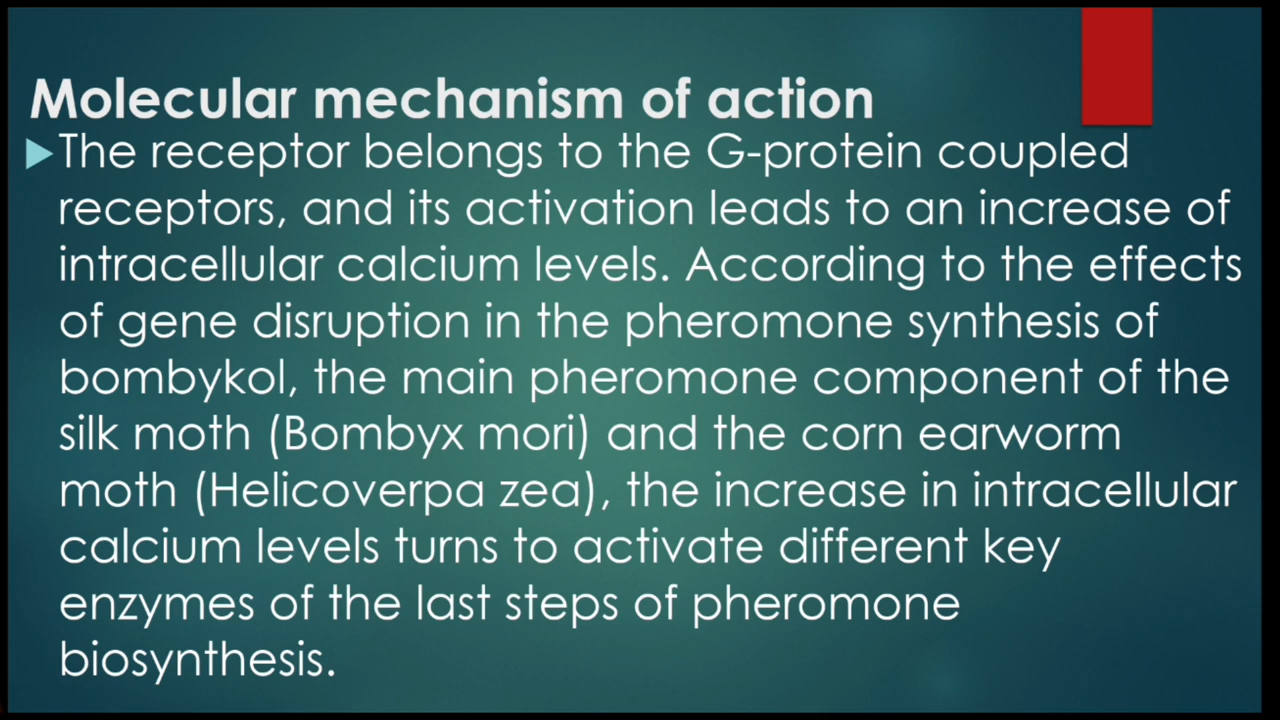 Molecular mechanism of action
The receptor belongs to the G-protein coupled
receptors, and its activation leads to an increase of
intracellular calcium levels. According to the effects
of gene disruption in the pheromone synthesis of
bombykol, the main pheromone component of the
silk moth (Bombyx mori) and the corn earworm
moth (Helicoverpa zea), the increase in intracellular
calcium levels turns to activate different key
enzymes of the last steps of pheromone
biosynthesis.